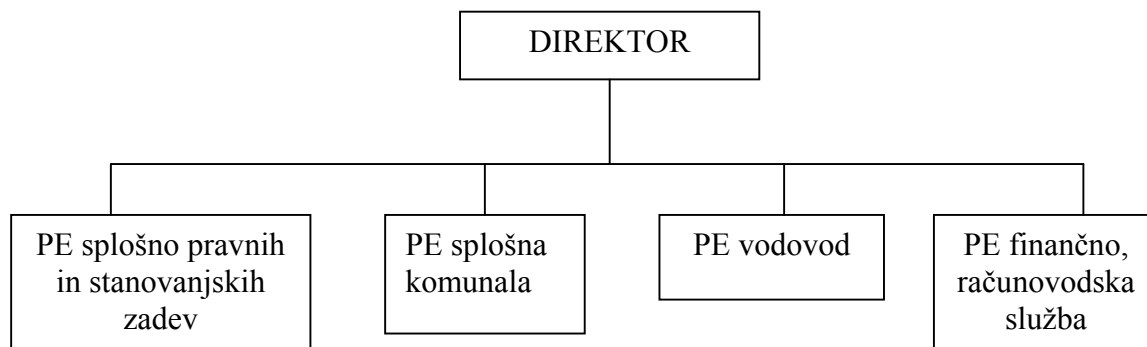 DIREKTOR
PE splošno pravnih
in stanovanjskih
zadev
PE splošna
komunala
PE vodovod
PE finančno,
računovodska
služba